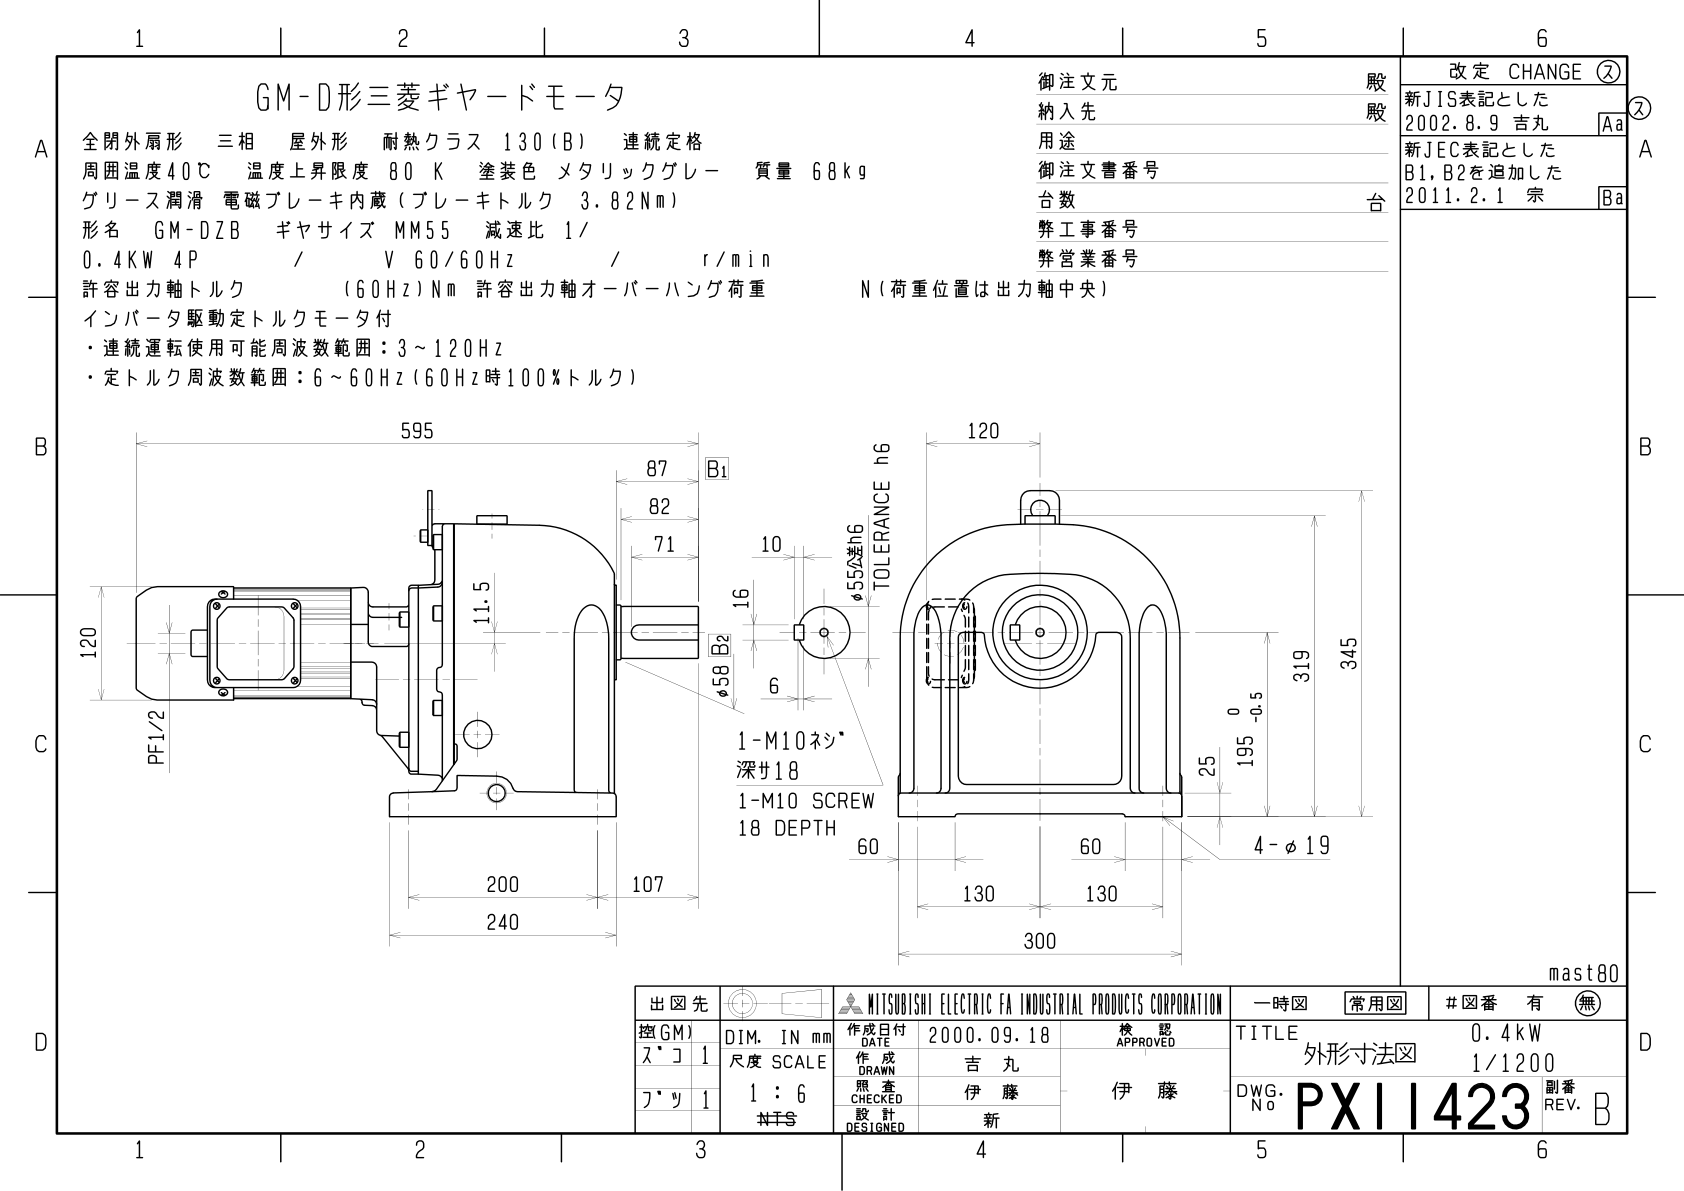 1 2 3 4 5 6
GM-D形三菱ギヤードモータ
全閉外扇形 三相 屋外形 耐熱クラス 130(B) 連続定格
周囲温度40℃ 温度上昇限度 80 K 塗装色 メタリックグレー 質量 68kg
グリース潤滑 電磁ブレーキ内蔵(ブレーキトルク 3.82Nm)
形名 GM-DZB ギヤサイズ MM55 減速比 1/
0.4KW 4P / V 60/60Hz / r/min
許容出力軸トルク (60Hz)Nm 許容出力軸オーバーハング荷重 N(荷重位置は出力軸中央)
インバータ駆動定トルクモータ付
・連続運転使用可能周波数範囲:3~120Hz
・定トルク周波数範囲:6~60Hz(60Hz時100%トルク)
御注文元 殿
納入先 殿
用途
御注文書番号
台数 台
弊工事番号
弊営業番号
改定 CHANGE ス
新JIS表記とした
2002.8.9 吉丸 Aa
ス
新JEC表記とした
B1,B2を追加した
2011.2.1 宗 Ba
A
B
C
D
A
B
C
D
595
87 B1
82
71
11.5
120
PF1/2
B2
φ58
200
107
240
10
16
6
φ55公差h6
TOLERANCE h6
1-M10ネジ
深サ18
1-M10 SCREW
18 DEPTH
120
345
319
195 0 -0.5
25
60
60
4-φ19
130
130
300
mast80
出図先
控(GM)
ズコ 1
ブツ 1
DIM. IN mm
尺度 SCALE
1 : 6
NTS
MITSUBISHI ELECTRIC FA INDUSTRIAL PRODUCTS CORPORATION
作成日付 DATE 2000.09.18
作成 DRAWN 吉丸
照査 CHECKED 伊藤
設計 DESIGNED 新
検認 APPROVED
伊藤
一時図 常用図 #図番 有 無
TITLE 0.4kW
外形寸法図 1/1200
DWG. No PX11423
副番 REV. B
1 2 3 4 5 6